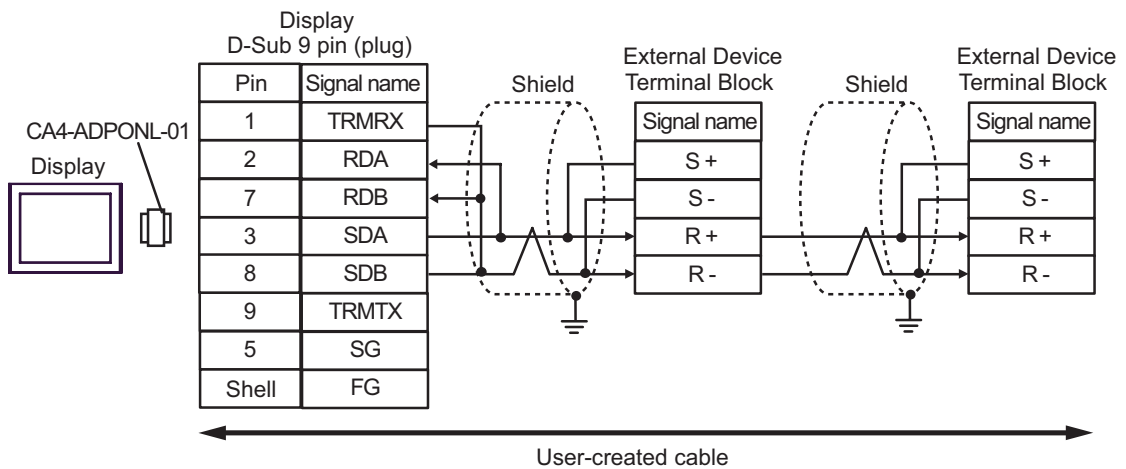 Display
D-Sub 9 pin (plug)
Pin
Signal name
1
TRMRX
2
RDA
7
RDB
3
SDA
8
SDB
9
TRMTX
5
SG
Shell
FG
CA4-ADPONL-01
Display
Shield
External Device
Terminal Block
Signal name
S +
S -
R +
R -
Shield
External Device
Terminal Block
Signal name
S +
S -
R +
R -
User-created cable